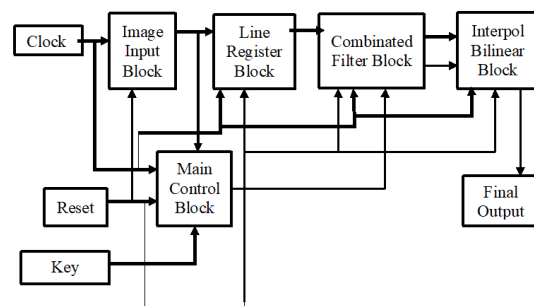 Clock
Image
Input
Block
Line
Register
Block
Combinated
Filter Block
Interpol
Bilinear
Block
Main
Control
Block
Reset
Key
Final
Output